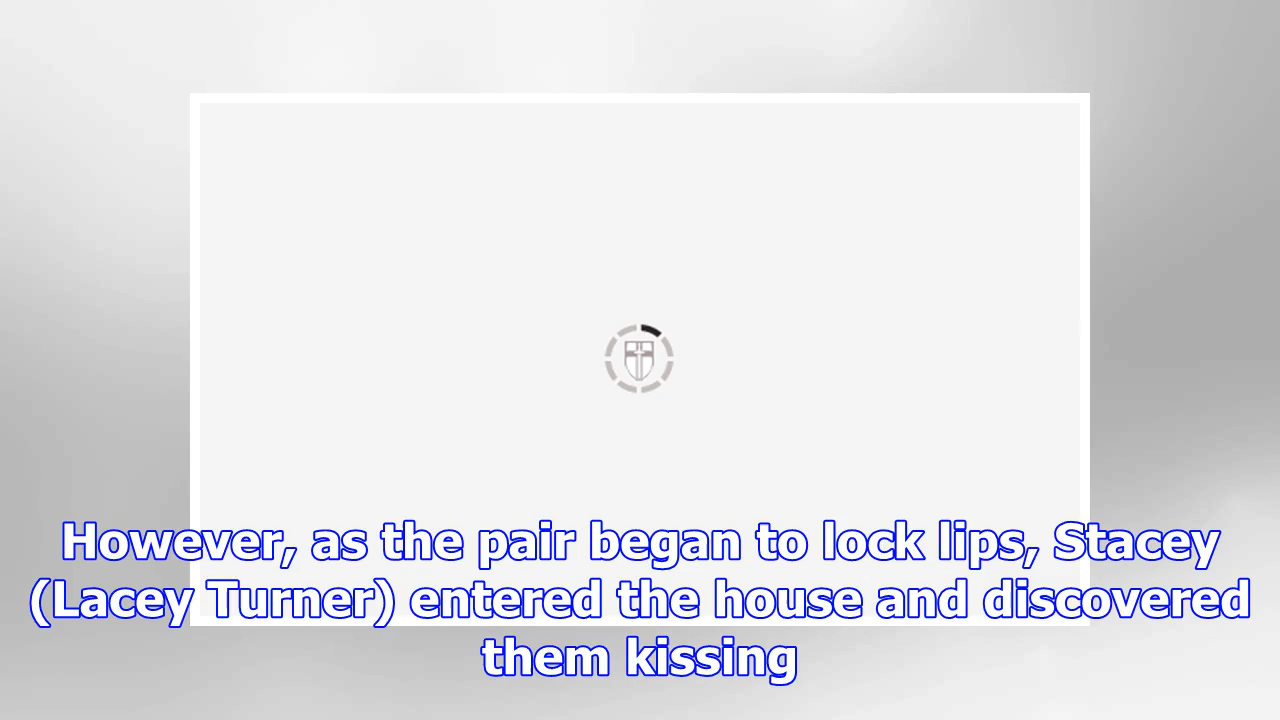 However, as the pair began to lock lips, Stacey
(Lacey Turner) entered the house and discovered
them kissing